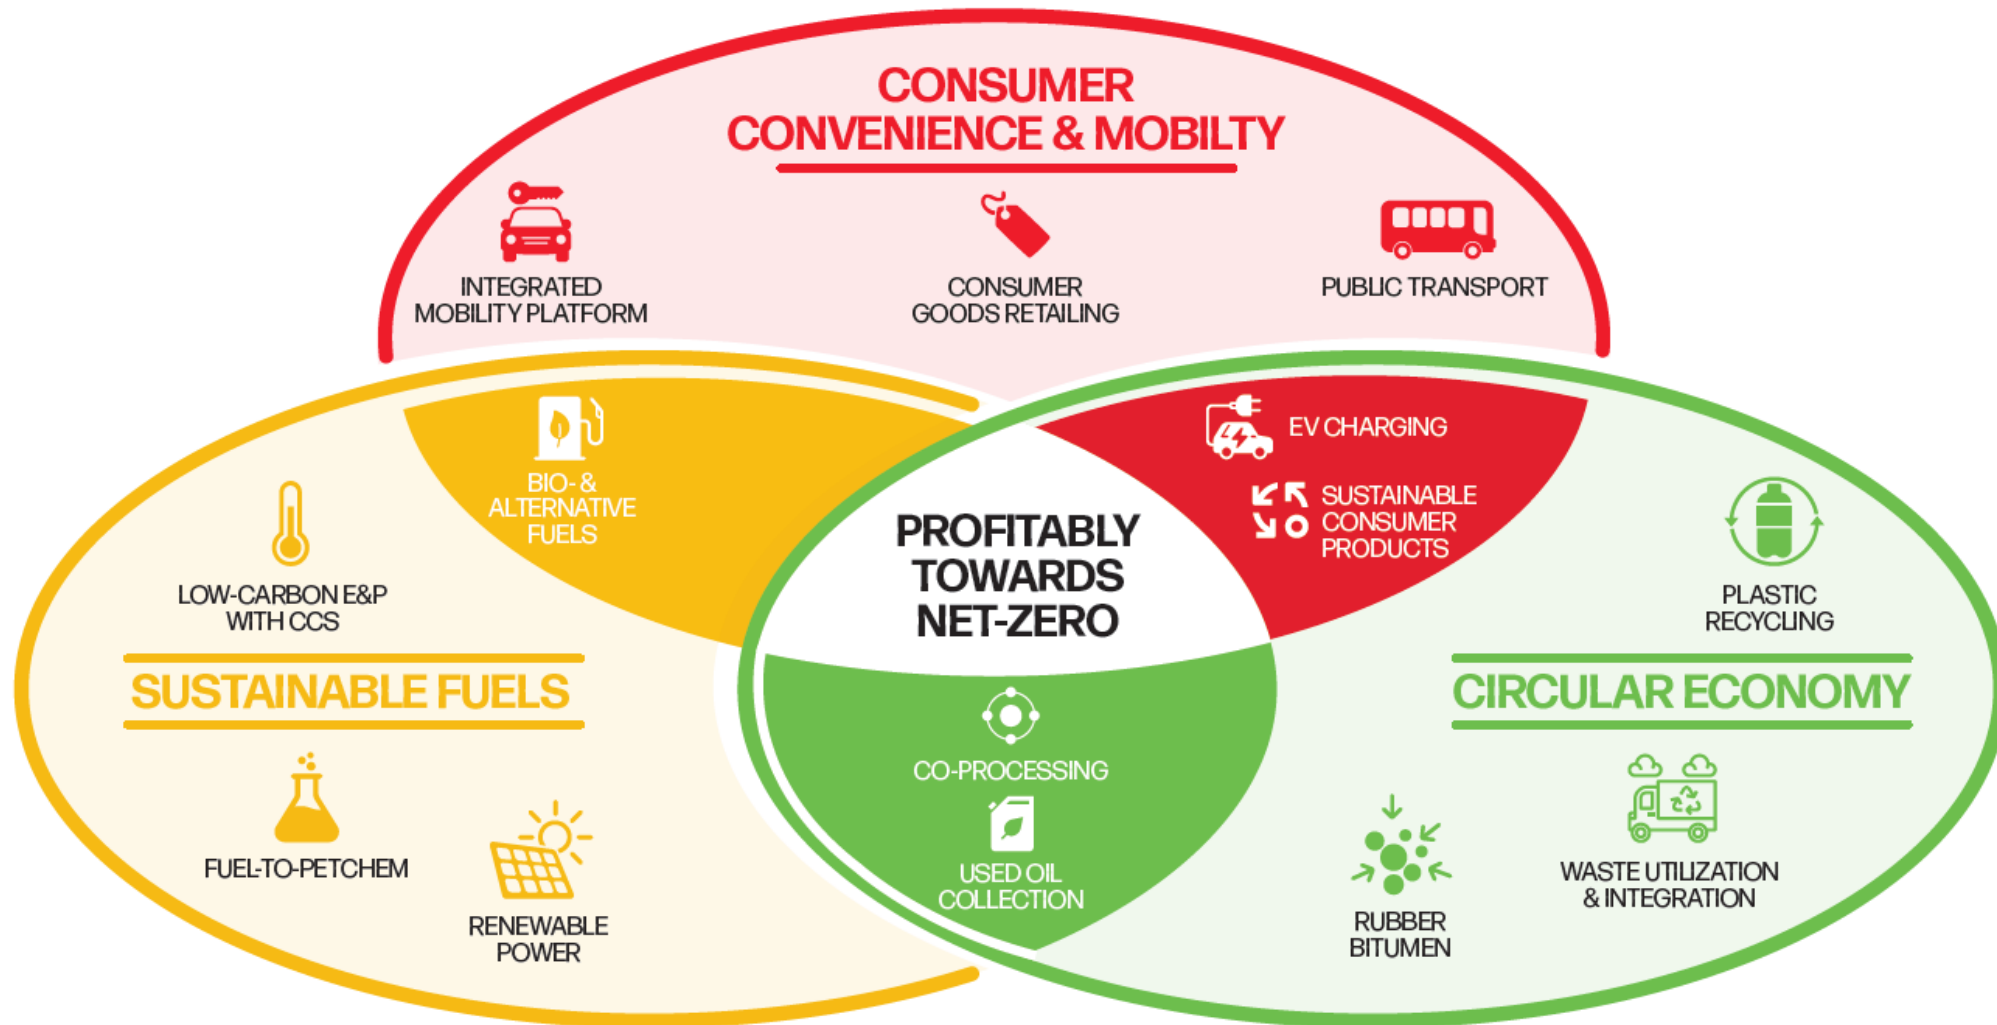 CONSUMER
CONVENIENCE & MOBILTY
INTEGRATED
MOBILITY PLATFORM
CONSUMER
GOODS RETAILING
PUBLIC TRANSPORT
BIO- &
ALTERNATIVE
FUELS
EV CHARGING
SUSTAINABLE
CONSUMER
PRODUCTS
PROFITABLY
TOWARDS
NET-ZERO
LOW-CARBON E&P
WITH CCS
SUSTAINABLE FUELS
FUEL-TO-PETCHEM
RENEWABLE
POWER
CO-PROCESSING
USED OIL
COLLECTION
PLASTIC
RECYCLING
CIRCULAR ECONOMY
WASTE UTILIZATION
& INTEGRATION
RUBBER
BITUMEN